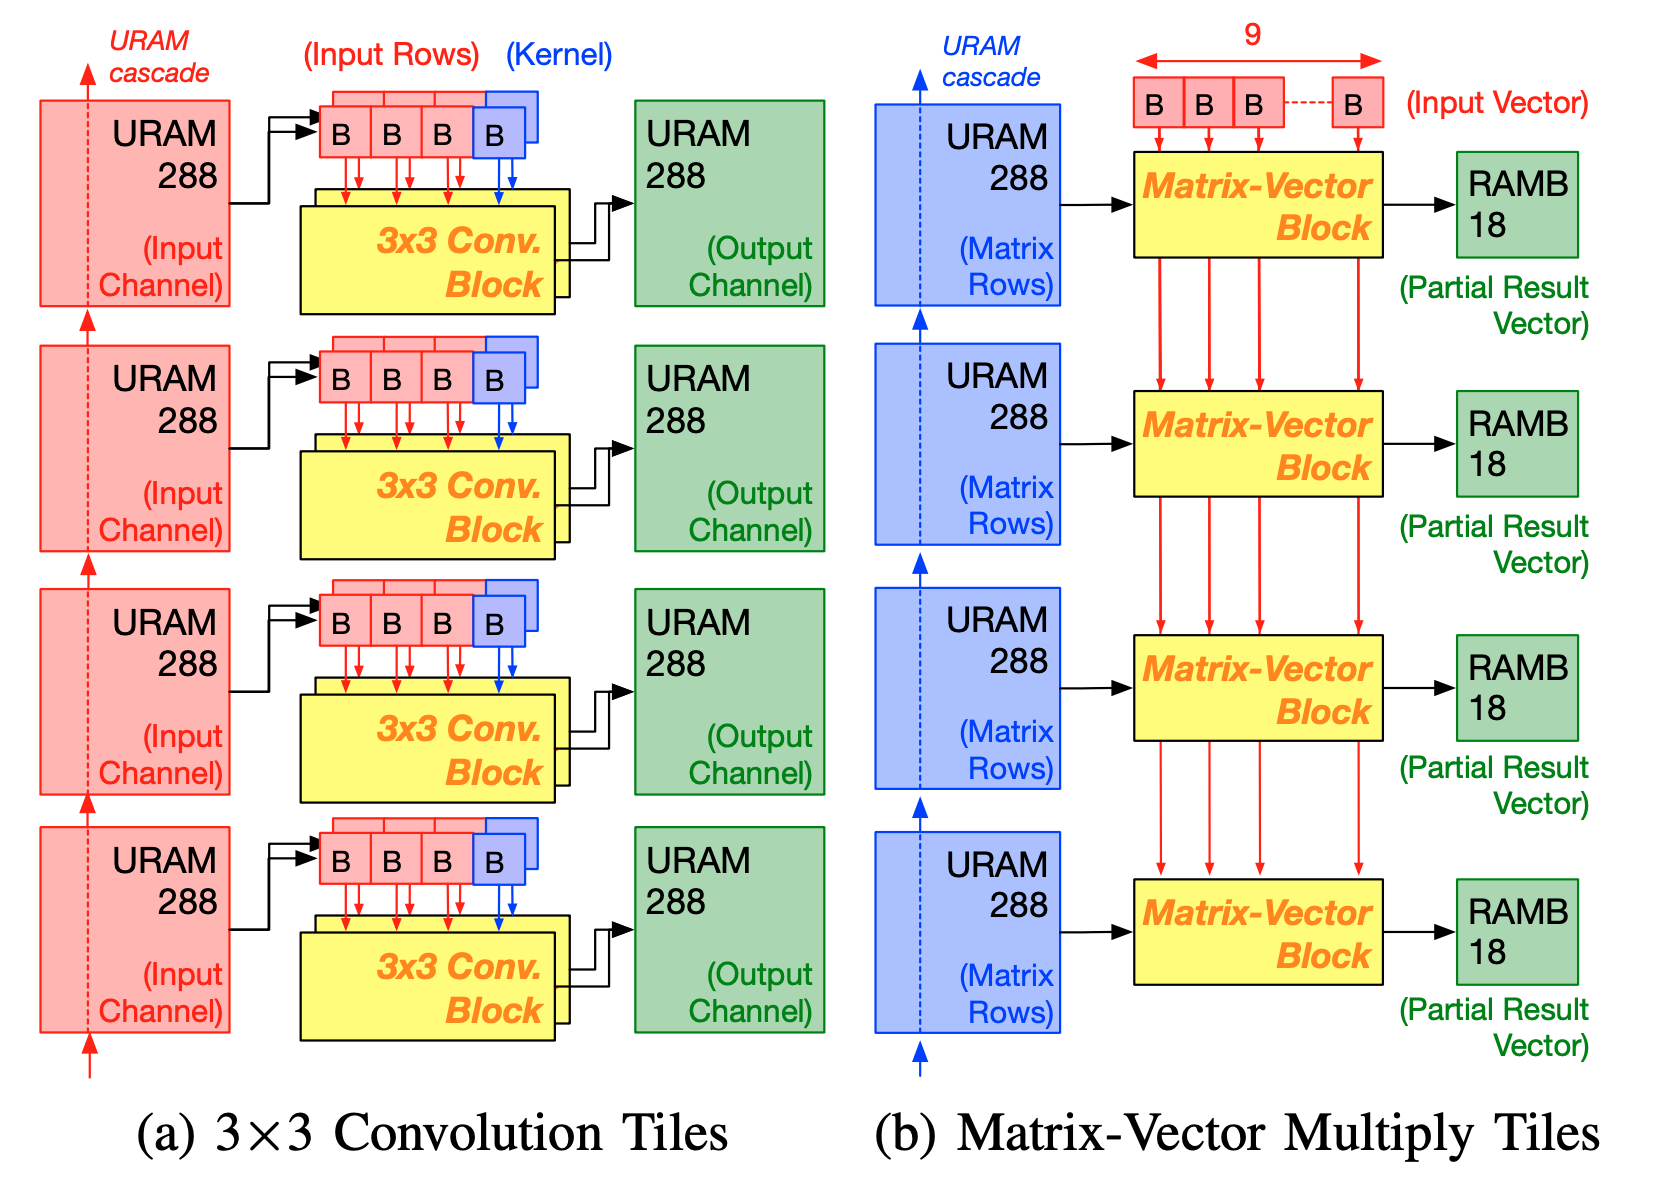 URAM
cascade
(Input Rows)
(Kernel)
URAM
288
(Input
Channel)
B B B B
3x3 Conv.
Block
URAM
288
(Output
Channel)
URAM
288
(Input
Channel)
B B B B
3x3 Conv.
Block
URAM
288
(Output
Channel)
URAM
288
(Input
Channel)
B B B B
3x3 Conv.
Block
URAM
288
(Output
Channel)
URAM
288
(Input
Channel)
B B B B
3x3 Conv.
Block
URAM
288
(Output
Channel)
(a) 3×3 Convolution Tiles
URAM
cascade
9
B B B B
(Input Vector)
URAM
288
(Matrix
Rows)
Matrix-Vector
Block
RAMB
18
(Partial Result
Vector)
URAM
288
(Matrix
Rows)
Matrix-Vector
Block
RAMB
18
(Partial Result
Vector)
URAM
288
(Matrix
Rows)
Matrix-Vector
Block
RAMB
18
(Partial Result
Vector)
URAM
288
(Matrix
Rows)
Matrix-Vector
Block
RAMB
18
(Partial Result
Vector)
(b) Matrix-Vector Multiply Tiles